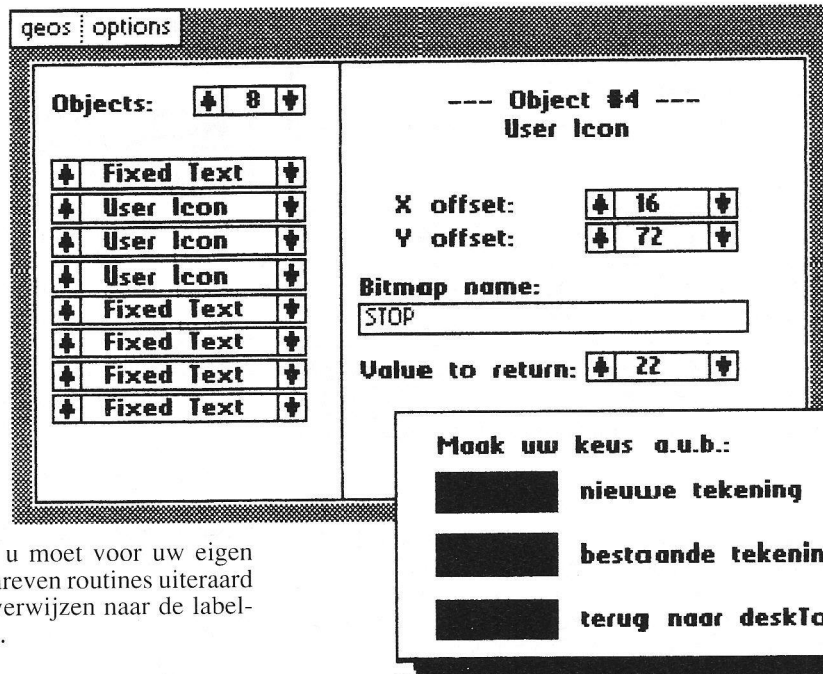 geos options
Objects: 8
Fixed Text
User Icon
User Icon
User Icon
Fixed Text
Fixed Text
Fixed Text
Fixed Text
--- Object #4 ---
User Icon
X offset: 16
Y offset: 72
Bitmap name:
STOP
Value to return: 22
Maak uw keus a.u.b.:
nieuwe tekening
bestaande tekenin
terug naar deskTo
u moet voor uw eigen
reven routines uiteraard
verwijzen naar de label-
.